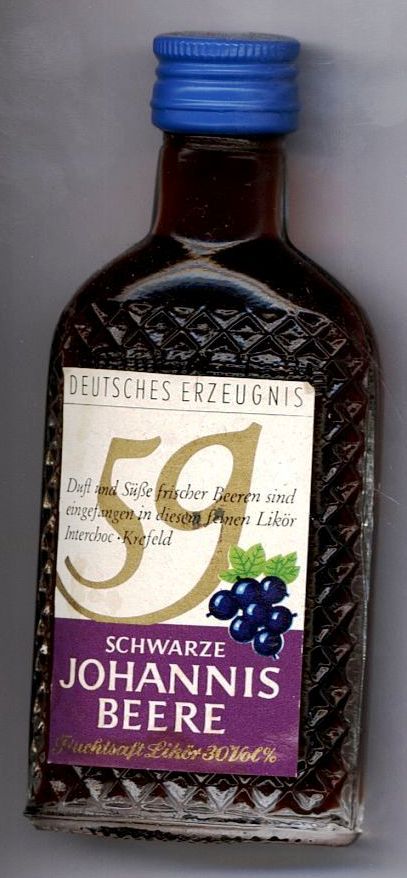 DEUTSCHES ERZEUGNIS
59
Duft und Süße frischer Beeren sind
eingefangen in diesem feinen Likör
Interchoc · Krefeld
SCHWARZE
JOHANNIS
BEERE
Fruchtsaft Likör 30 Vol%